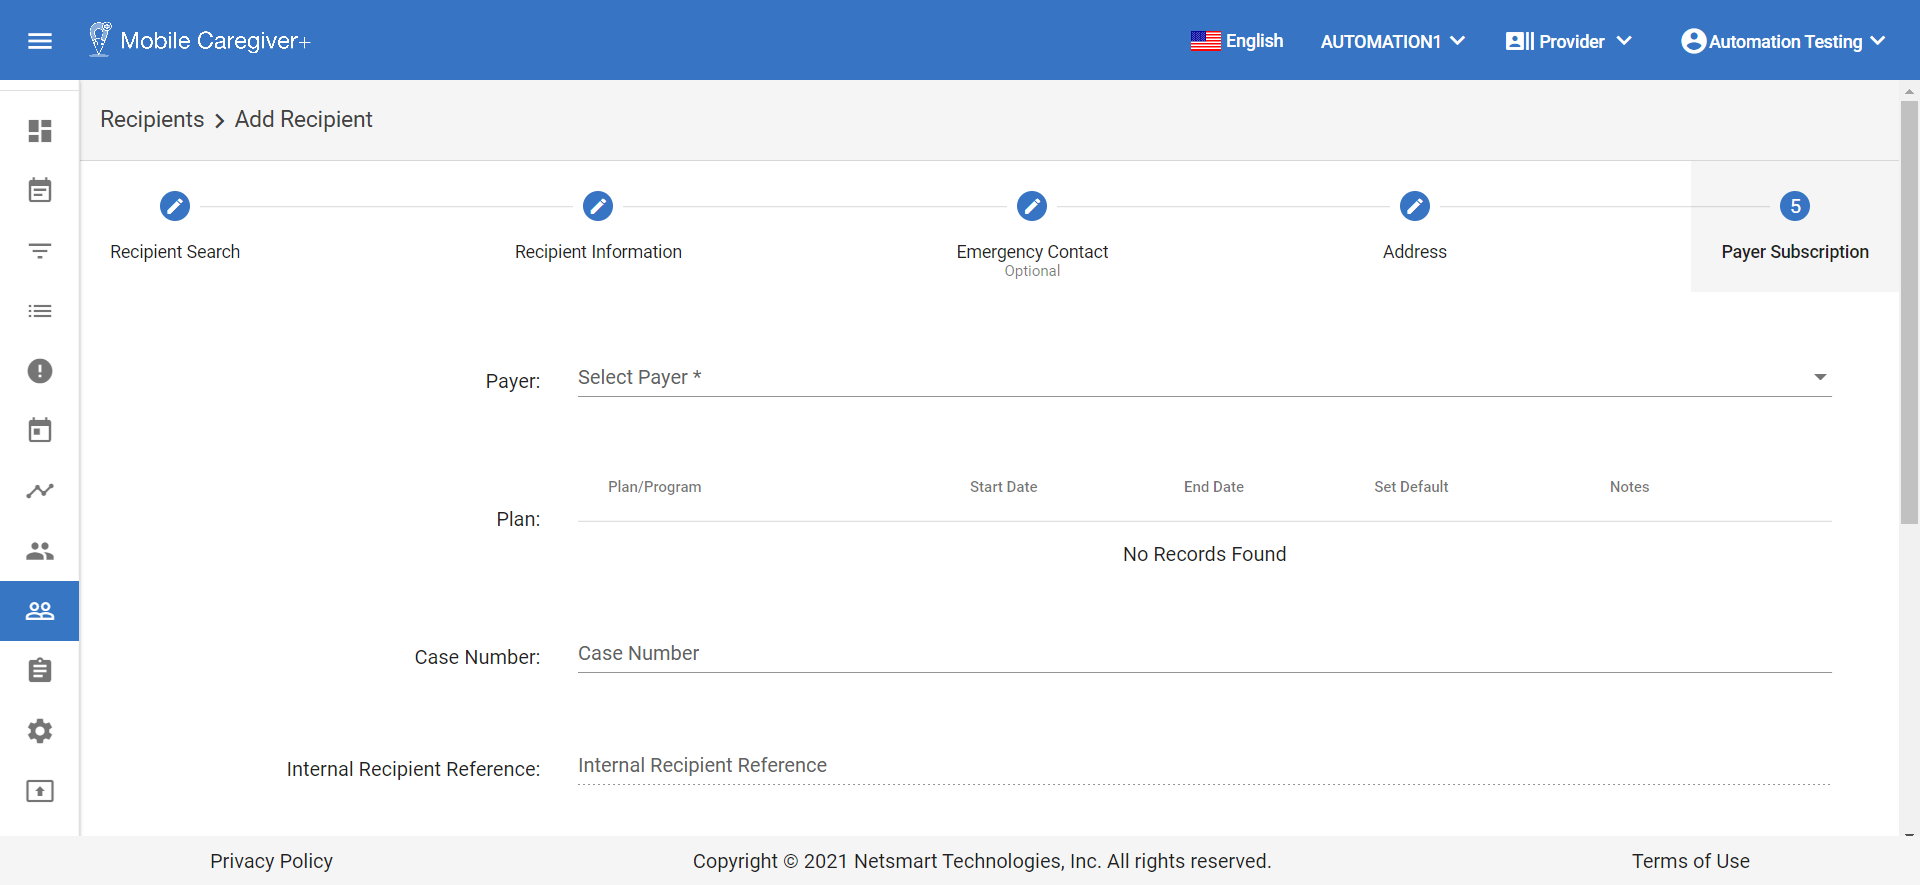 Mobile Caregiver+
English
AUTOMATION1
Provider
Automation Testing
Recipients > Add Recipient
Recipient Search
Recipient Information
Emergency Contact
Optional
Address
5
Payer Subscription
Payer:
Select Payer *
Plan/Program
Start Date
End Date
Set Default
Notes
Plan:
No Records Found
Case Number:
Case Number
Internal Recipient Reference:
Internal Recipient Reference
Privacy Policy
Copyright © 2021 Netsmart Technologies, Inc. All rights reserved.
Terms of Use